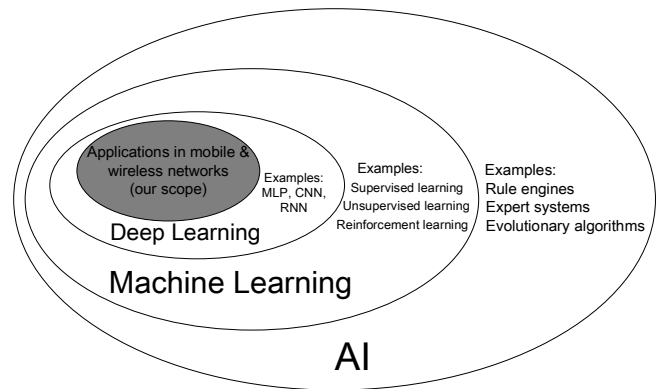 Applications in mobile &
wireless networks
(our scope)
Examples:
MLP, CNN,
RNN
Deep Learning
Examples:
Supervised learning
Unsupervised learning
Reinforcement learning
Machine Learning
Examples:
Rule engines
Expert systems
Evolutionary algorithms
AI